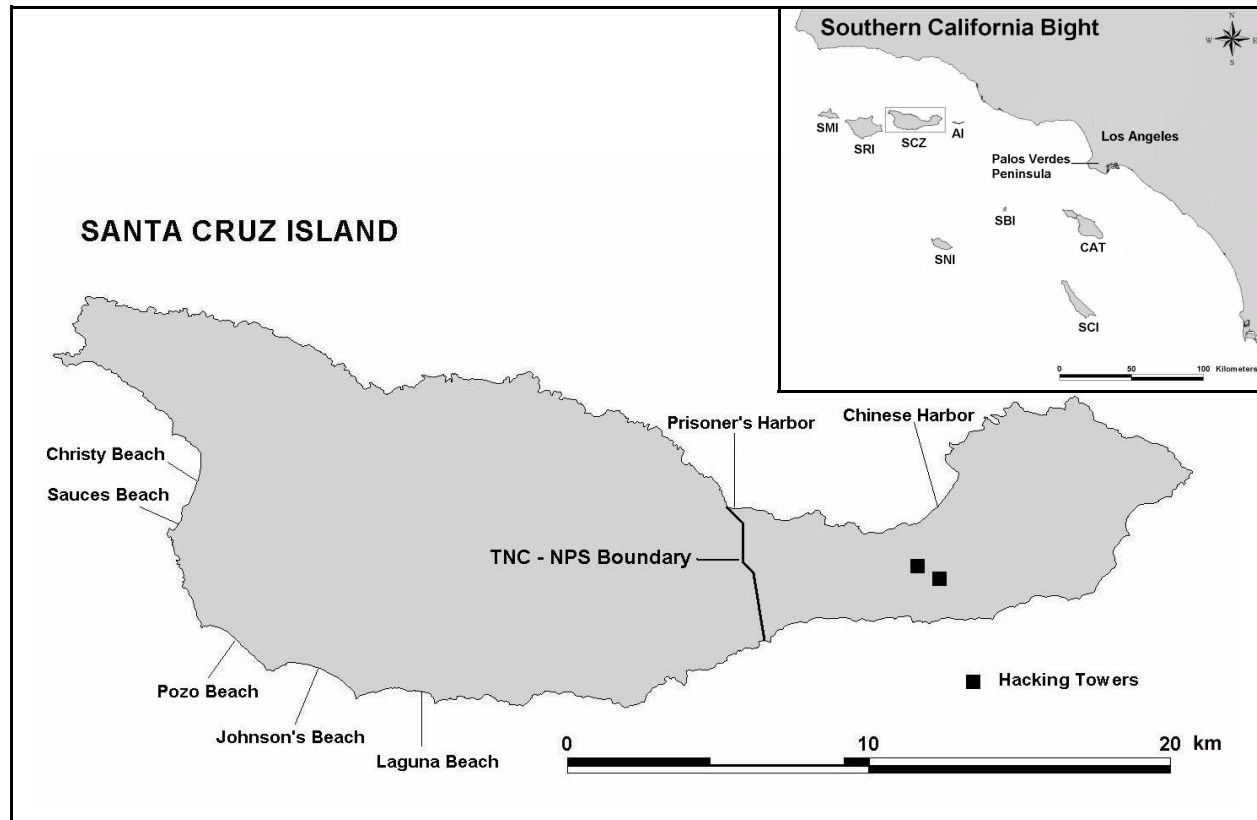 Southern California Bight
N
W
E
S
SMI
SRI
SCZ
AI
Los Angeles
Palos Verdes
Peninsula
SBI
SNI
CAT
SCI
0 50 100 Kilometers
SANTA CRUZ ISLAND
Prisoner's Harbor
Chinese Harbor
Christy Beach
Sauces Beach
TNC - NPS Boundary
Pozo Beach
Johnson's Beach
Laguna Beach
Hacking Towers
0 10 20 km